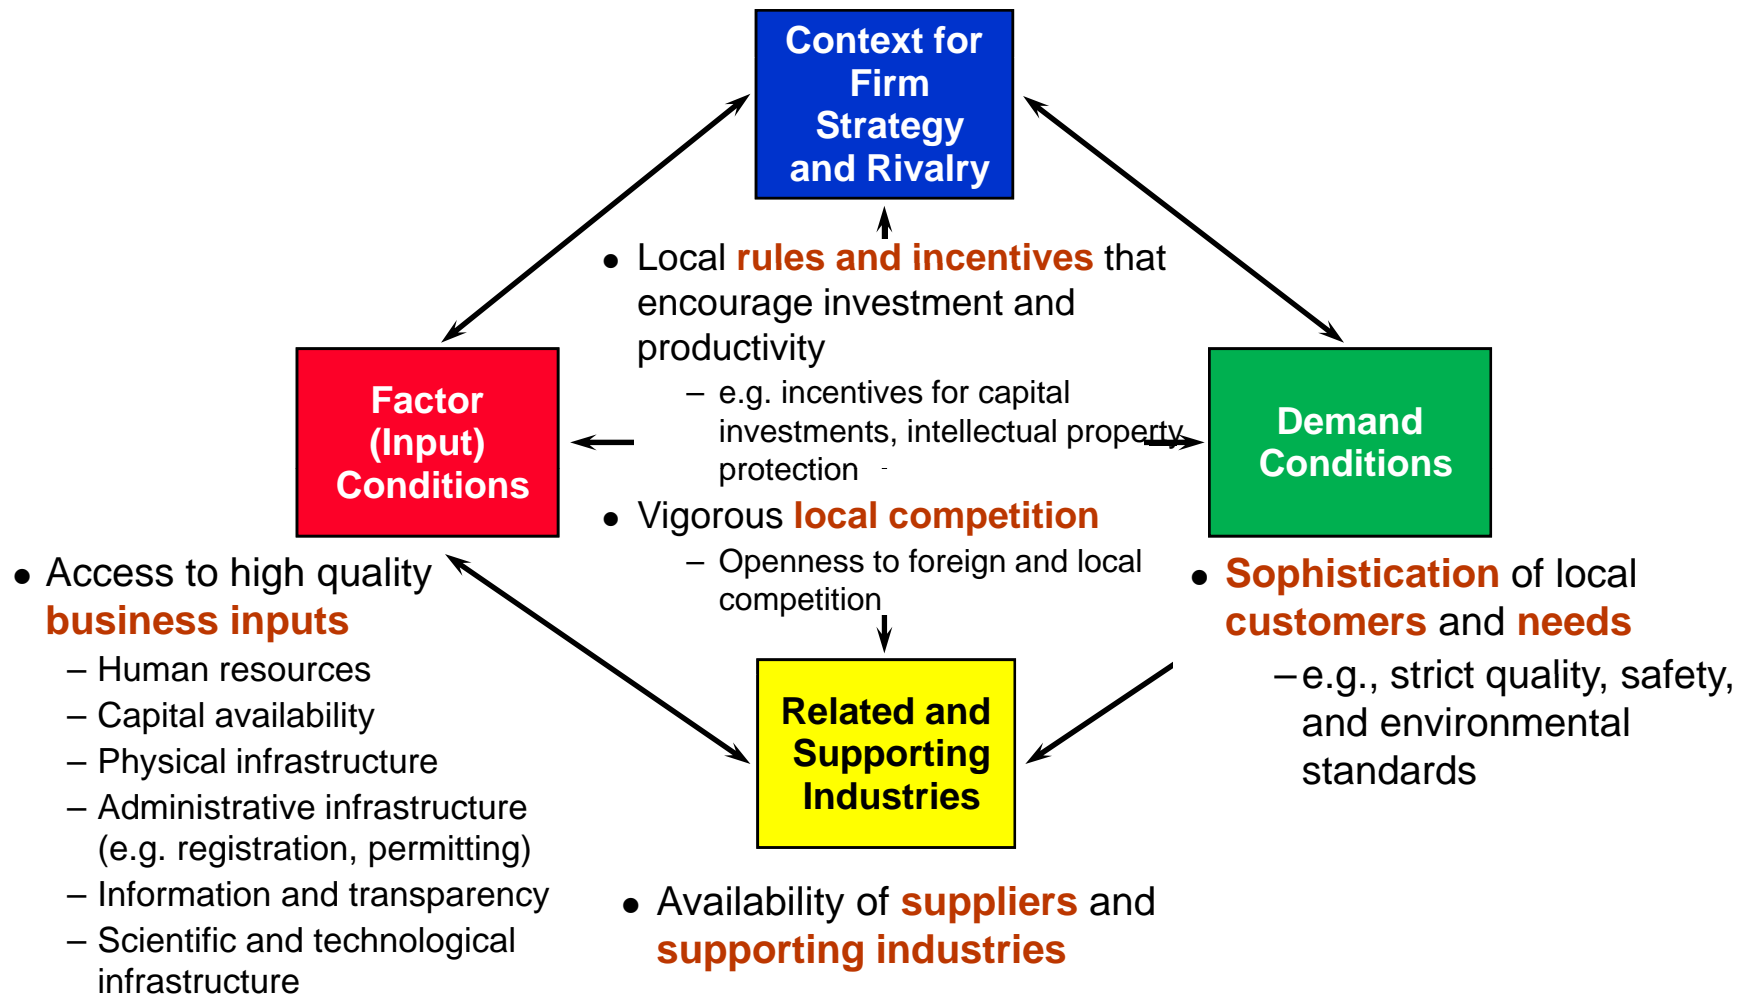 Context for
Firm
Strategy
and Rivalry
● Local rules and incentives that
encourage investment and
productivity
– e.g. incentives for capital
investments, intellectual property
protection
● Vigorous local competition
– Openness to foreign and local
competition
Factor
(Input)
Conditions
● Access to high quality
business inputs
– Human resources
– Capital availability
– Physical infrastructure
– Administrative infrastructure
(e.g. registration, permitting)
– Information and transparency
– Scientific and technological
infrastructure
Demand
Conditions
● Sophistication of local
customers and needs
– e.g., strict quality, safety,
and environmental
standards
Related and
Supporting
Industries
● Availability of suppliers and
supporting industries